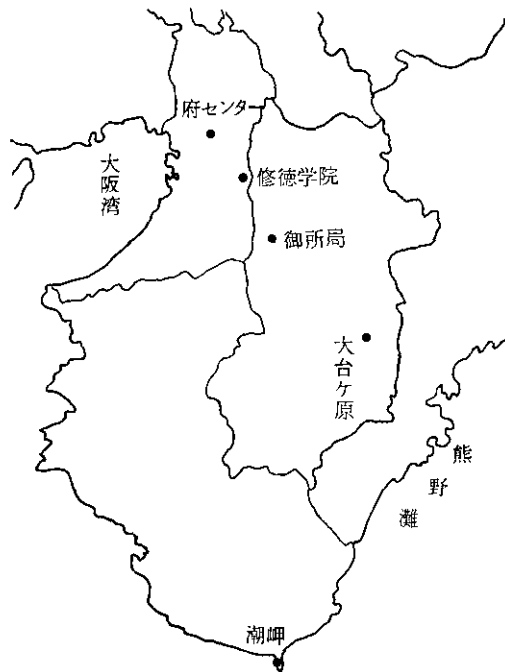 府センター
大阪湾
修徳学院
御所局
大台ケ原
熊野灘
潮岬